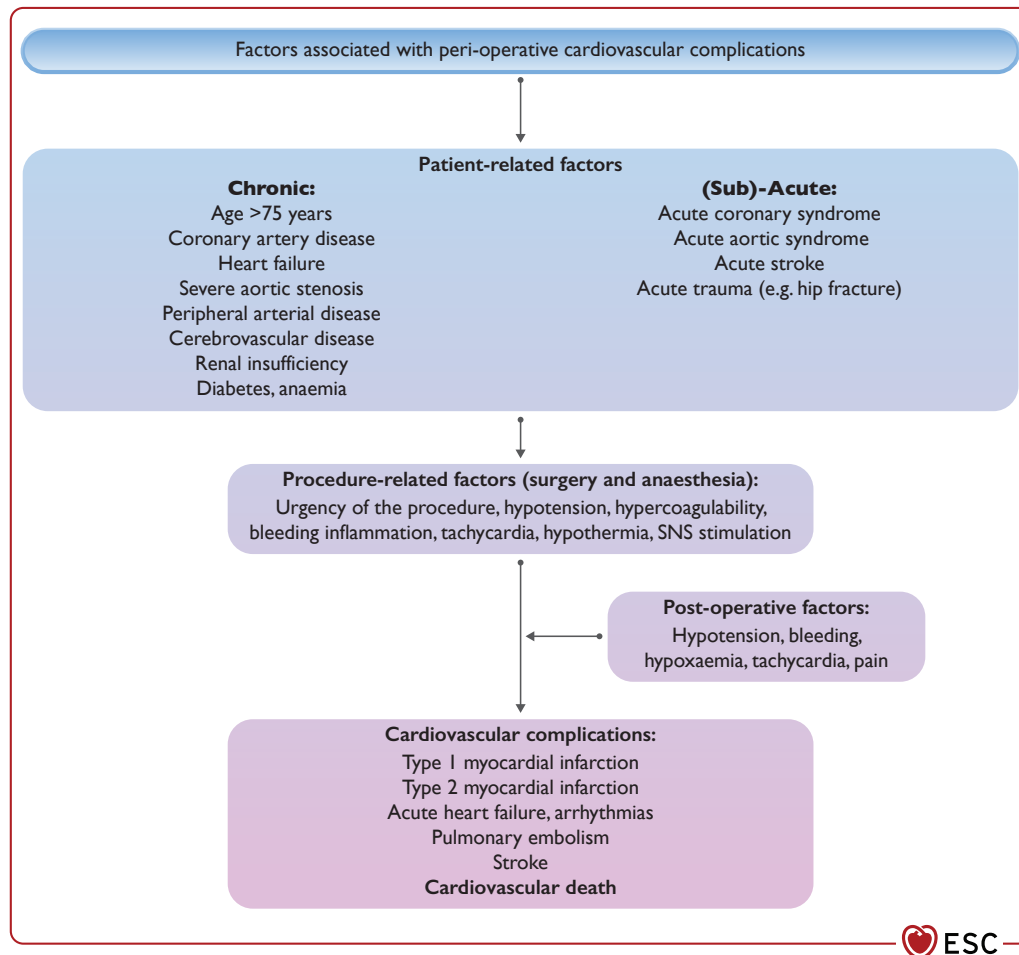 Factors associated with peri-operative cardiovascular complications
Patient-related factors
Chronic:
Age >75 years
Coronary artery disease
Heart failure
Severe aortic stenosis
Peripheral arterial disease
Cerebrovascular disease
Renal insufficiency
Diabetes, anaemia
(Sub)-Acute:
Acute coronary syndrome
Acute aortic syndrome
Acute stroke
Acute trauma (e.g. hip fracture)
Procedure-related factors (surgery and anaesthesia):
Urgency of the procedure, hypotension, hypercoagulability,
bleeding inflammation, tachycardia, hypothermia, SNS stimulation
Post-operative factors:
Hypotension, bleeding,
hypoxaemia, tachycardia, pain
Cardiovascular complications:
Type 1 myocardial infarction
Type 2 myocardial infarction
Acute heart failure, arrhythmias
Pulmonary embolism
Stroke
Cardiovascular death
ESC